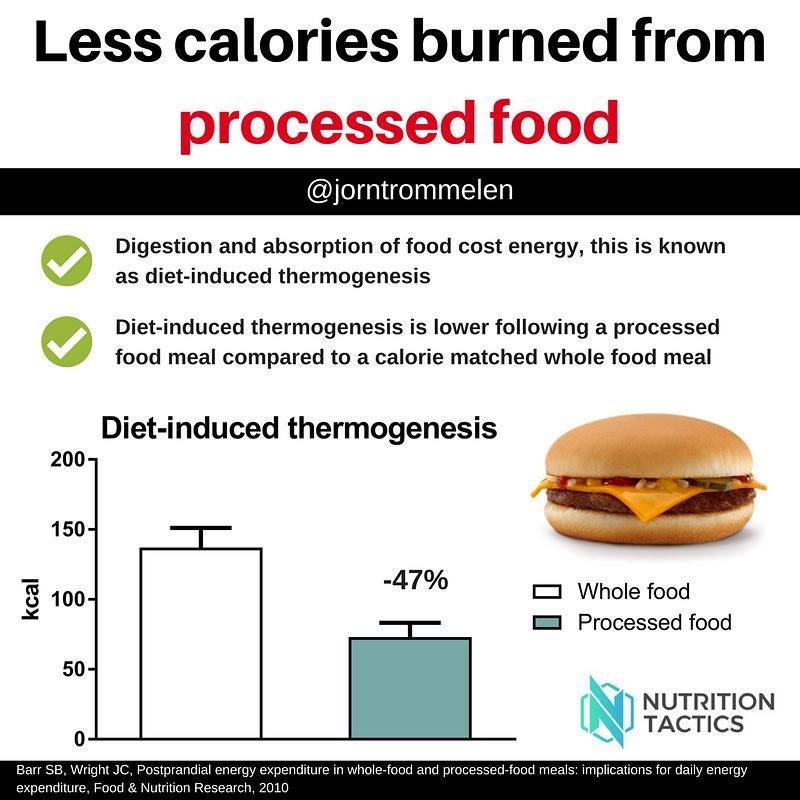 Less calories burned from
processed food
@jorntrommelen
Digestion and absorption of food cost energy, this is known
as diet-induced thermogenesis
Diet-induced thermogenesis is lower following a processed
food meal compared to a calorie matched whole food meal
Diet-induced thermogenesis
200
150
100
50
0
kcal
-47%
Whole food
Processed food
NUTRITION
TACTICS
Barr SB, Wright JC, Postprandial energy expenditure in whole-food and processed-food meals: implications for daily energy
expenditure, Food & Nutrition Research, 2010